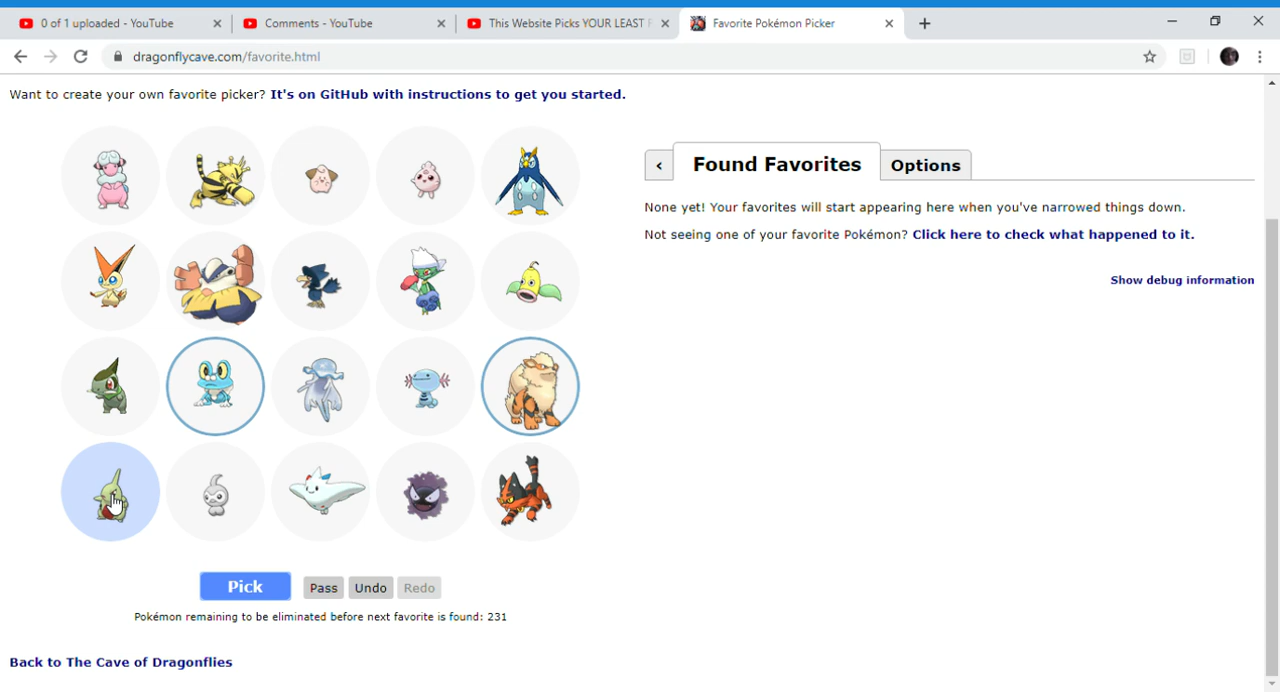 0 of 1 uploaded - YouTube
Comments - YouTube
This Website Picks YOUR LEAST F
Favorite Pokémon Picker
dragonflycave.com/favorite.html
Want to create your own favorite picker? It's on GitHub with instructions to get you started.
Found Favorites
Options
None yet! Your favorites will start appearing here when you've narrowed things down.
Not seeing one of your favorite Pokémon? Click here to check what happened to it.
Show debug information
Pick
Pass
Undo
Redo
Pokémon remaining to be eliminated before next favorite is found: 231
Back to The Cave of Dragonflies